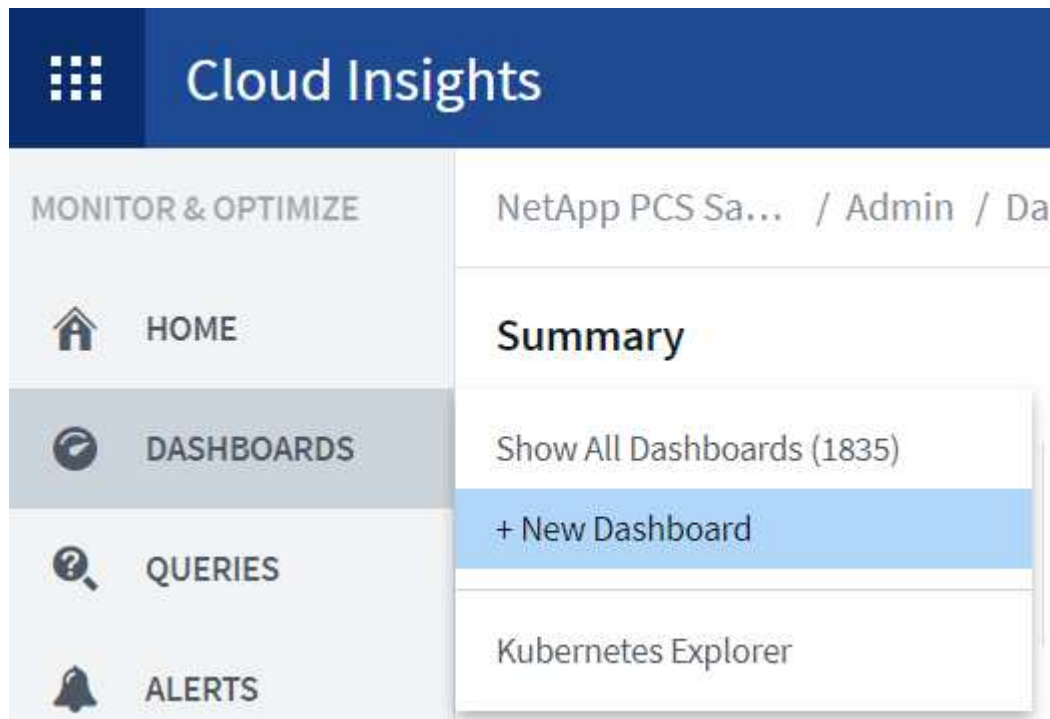 Cloud Insights
MONITOR & OPTIMIZE
NetApp PCS Sa... / Admin / Da
HOME
Summary
DASHBOARDS
Show All Dashboards (1835)
+ New Dashboard
QUERIES
Kubernetes Explorer
ALERTS